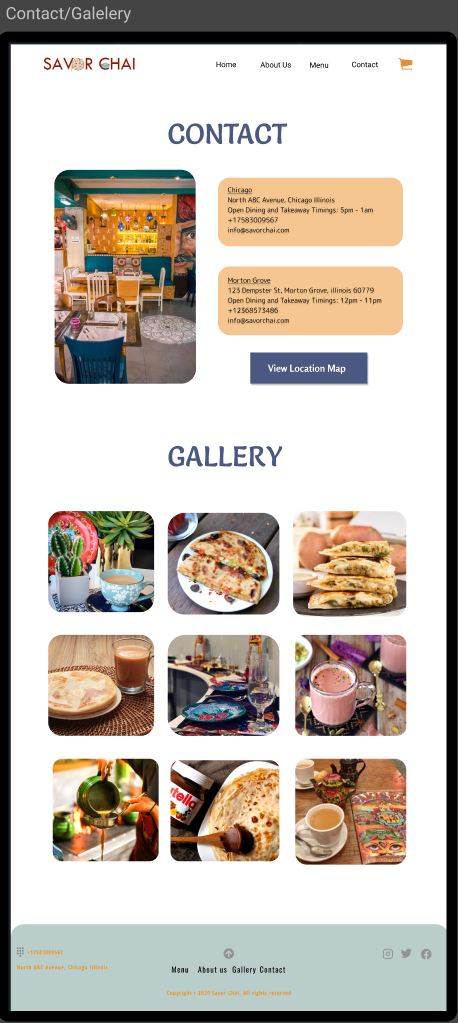 Contact/Galelery
SAVOR CHAI
Home About Us Menu Contact
CONTACT
Chicago
North ABC Avenue, Chicago Illinois
Open Dining and Takeaway Timings: 5pm - 1am
+17583009567
info@savorchai.com
Morton Grove
123 Dempster St, Morton Grove, illinois 60779
Open Dining and Takeaway Timings: 12pm - 11pm
+12368573486
info@savorchai.com
View Location Map
GALLERY
nutella
+17583009567
North ABC Avenue, Chicago Illinois
Menu About us Gallery Contact
Copyright © 2020 Savor Chai. All rights reserved